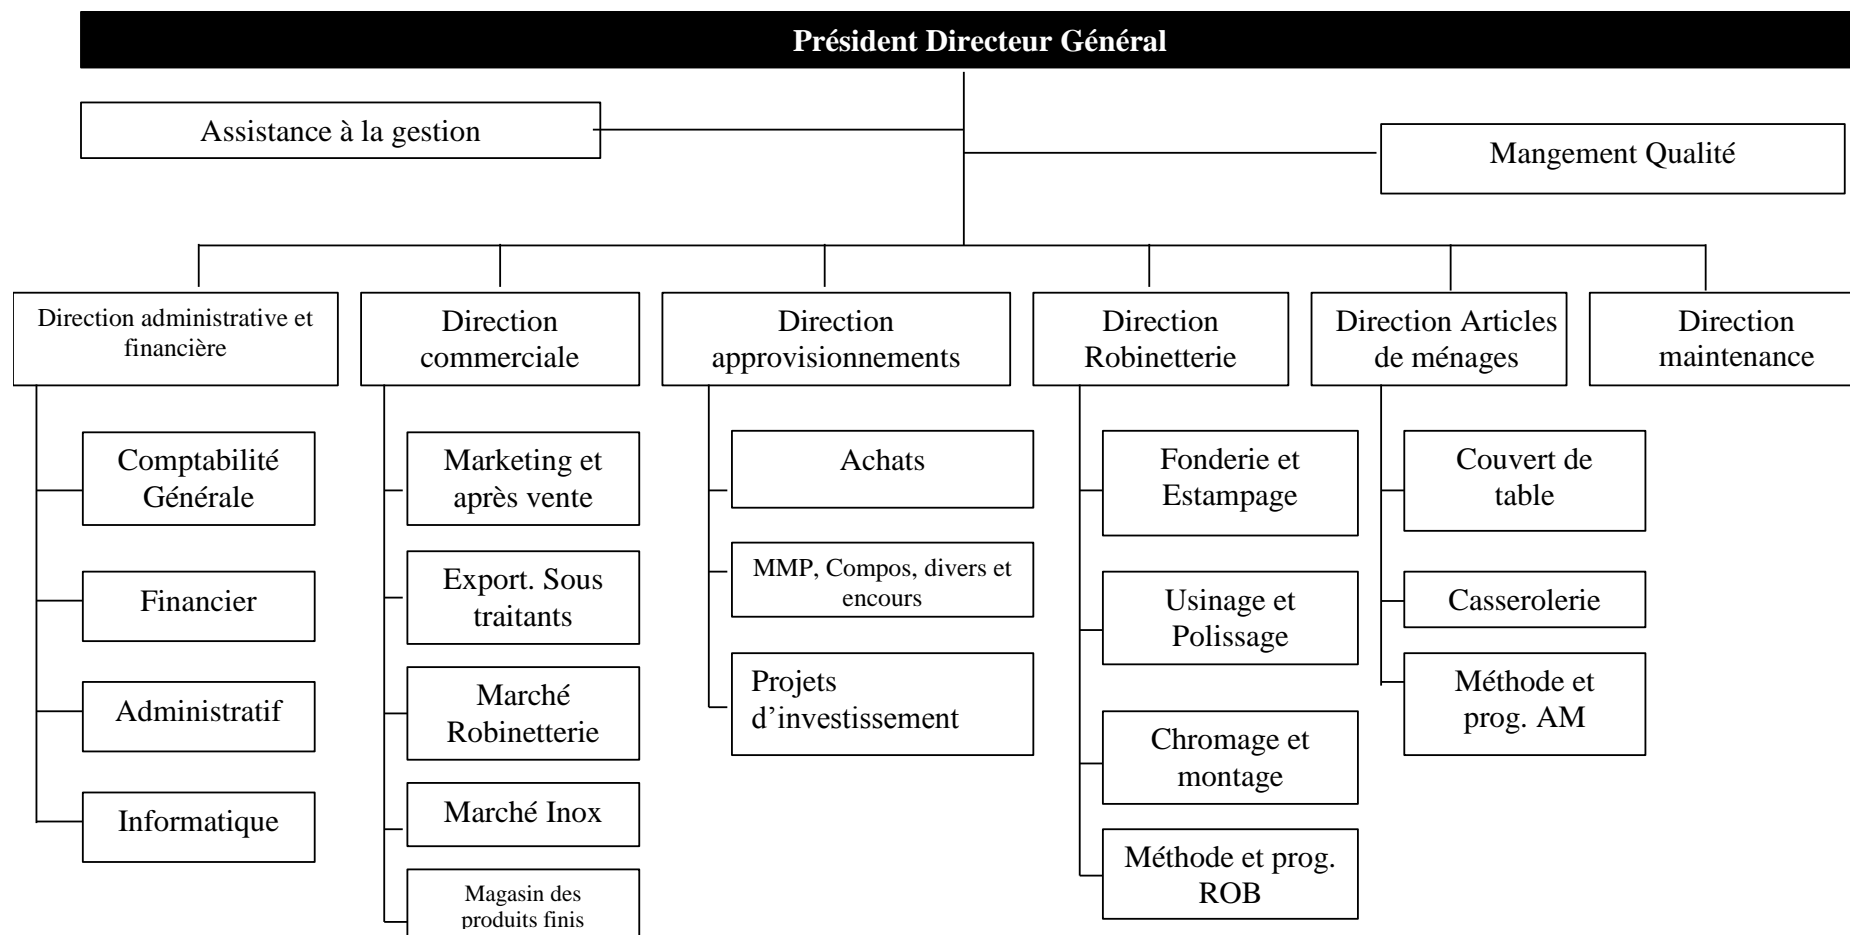 Président Directeur Général
Assistance à la gestion
Mangement Qualité
Direction administrative et
financière
Direction
commerciale
Direction
approvisionnements
Direction
Robinetterie
Direction Articles
de ménages
Direction
maintenance
Comptabilité
Générale
Financier
Administratif
Informatique
Marketing et
après vente
Export. Sous
traitants
Marché
Robinetterie
Marché Inox
Magasin des
produits finis
Achats
MMP, Compos, divers et
encours
Projets
d’investissement
Fonderie et
Estampage
Usinage et
Polissage
Chromage et
montage
Méthode et prog.
ROB
Couvert de
table
Casserolerie
Méthode et
prog. AM